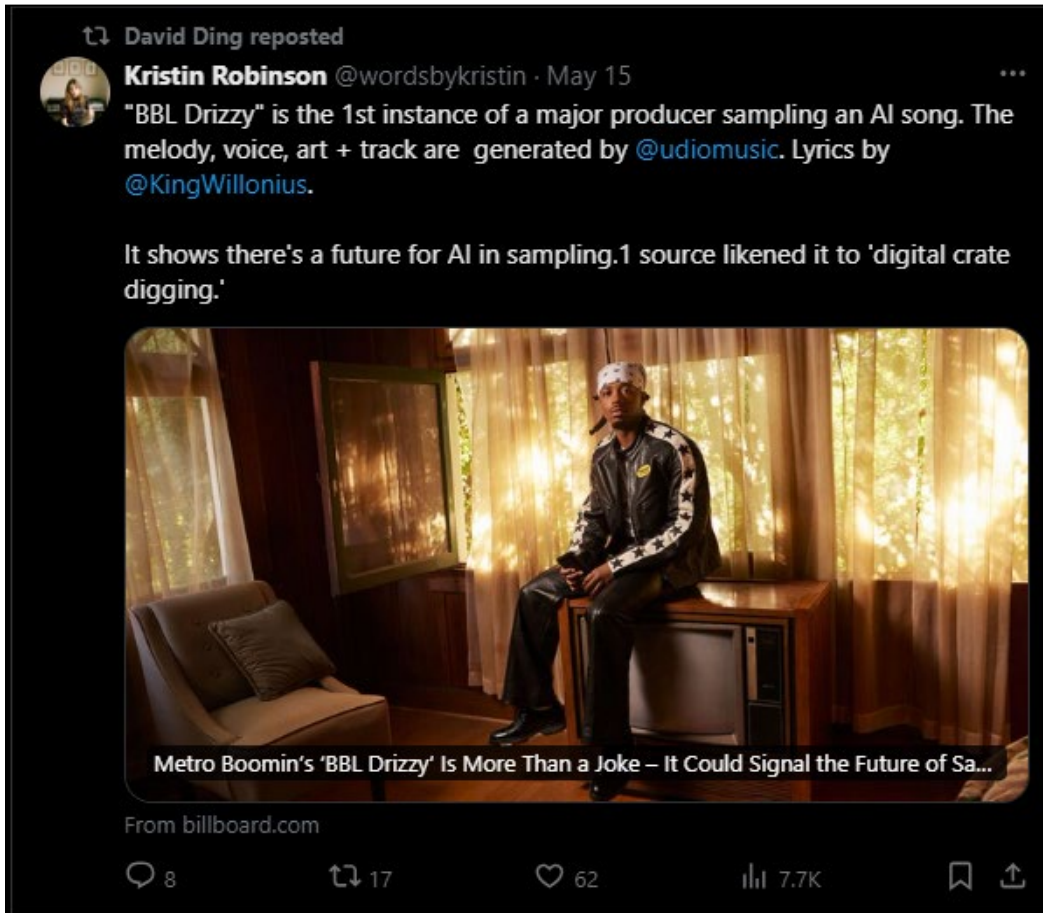 David Ding reposted
Kristin Robinson @wordsbykristin · May 15
"BBL Drizzy" is the 1st instance of a major producer sampling an AI song. The
melody, voice, art + track are generated by @udiomusic. Lyrics by
@KingWillonius.
It shows there's a future for AI in sampling.1 source likened it to 'digital crate
digging.'
Metro Boomin's 'BBL Drizzy' Is More Than a Joke – It Could Signal the Future of Sa...
From billboard.com
8 17 62 7.7K